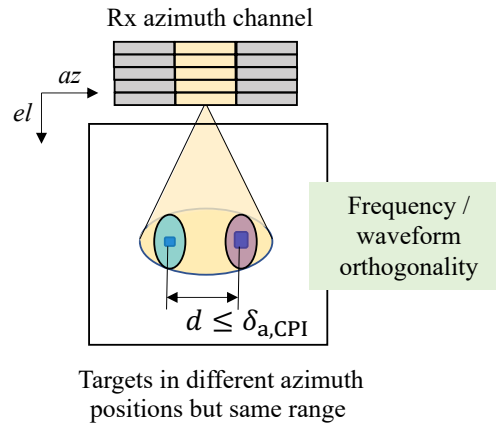 Rx azimuth channel
az
el
Frequency /
waveform
orthogonality
d ≤ δa,CPI
Targets in different azimuth
positions but same range